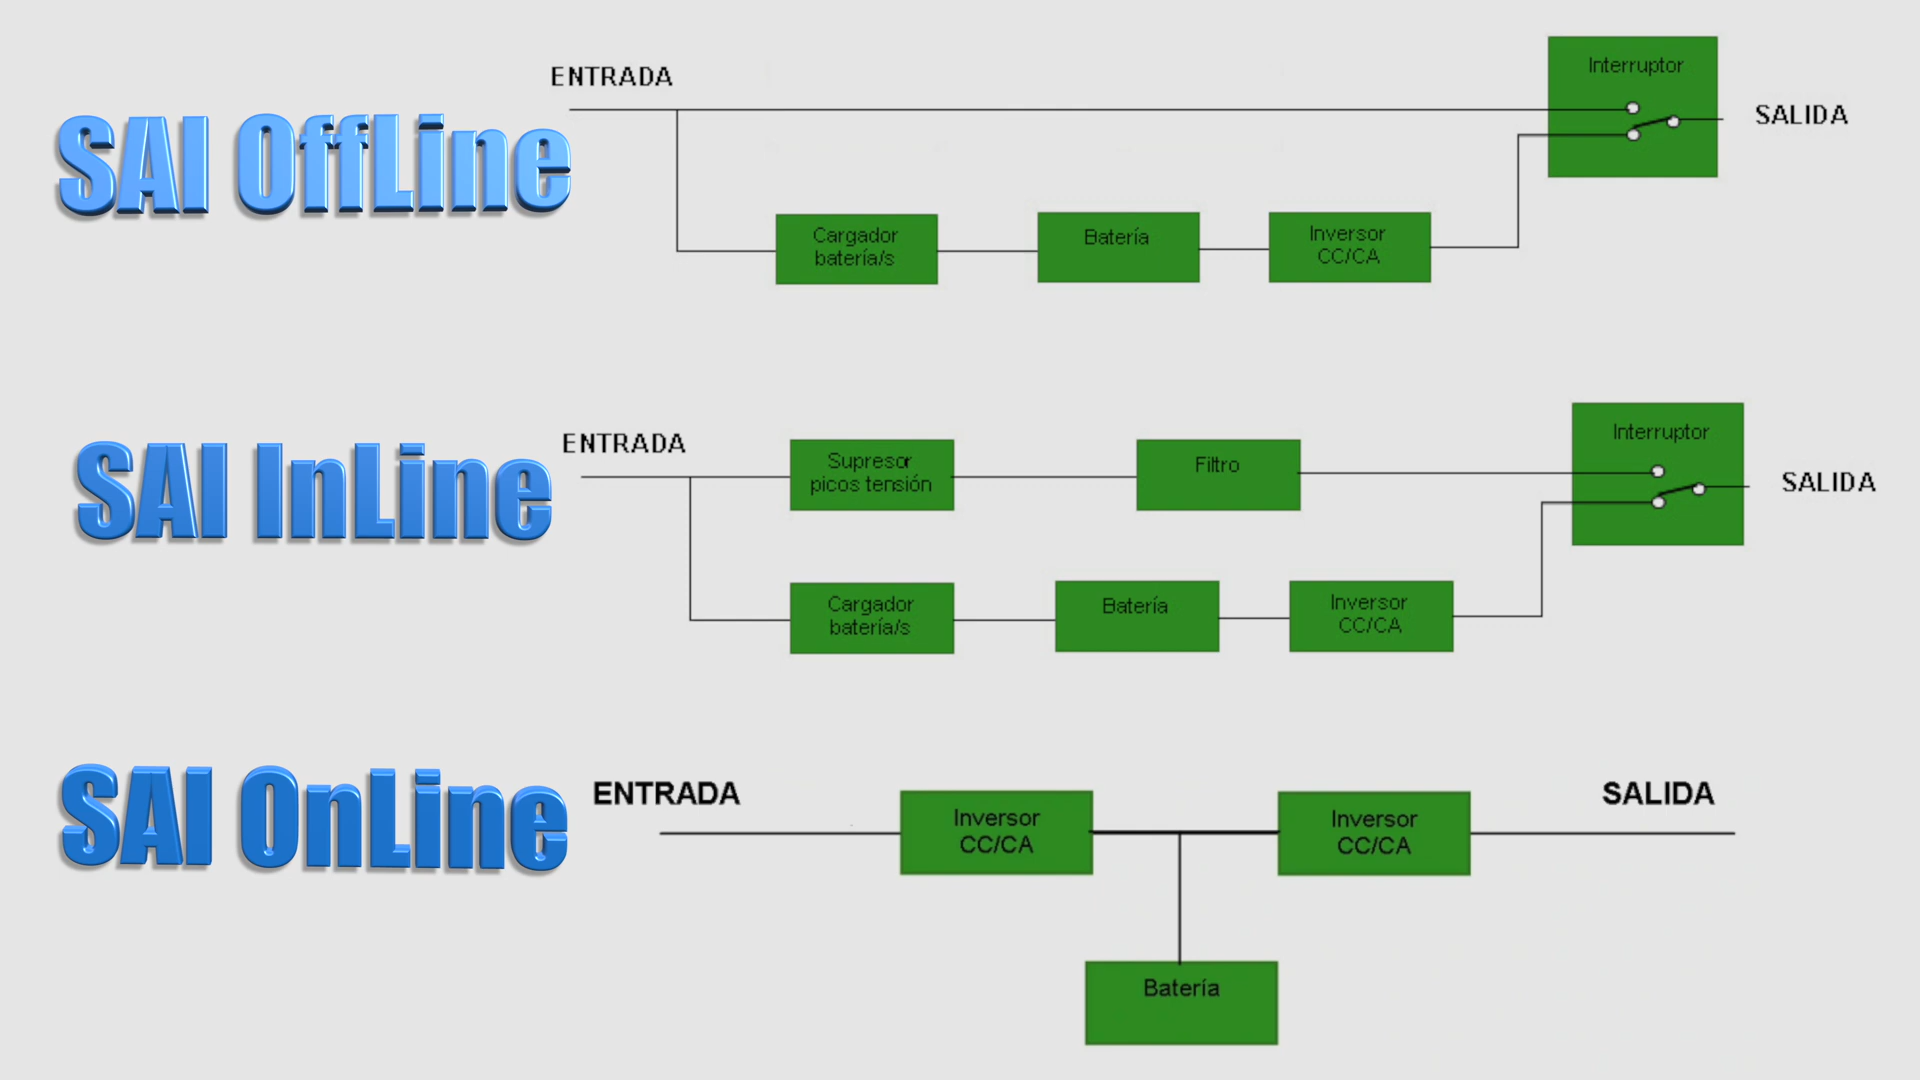 SAI OffLine
ENTRADA
Interruptor
SALIDA
Cargador
batería/s
Batería
Inversor
CC/CA
SAI InLine
ENTRADA
Supresor
picos tensión
Filtro
Interruptor
SALIDA
Cargador
batería/s
Batería
Inversor
CC/CA
SAI OnLine
ENTRADA
Inversor
CC/CA
Inversor
CC/CA
SALIDA
Batería